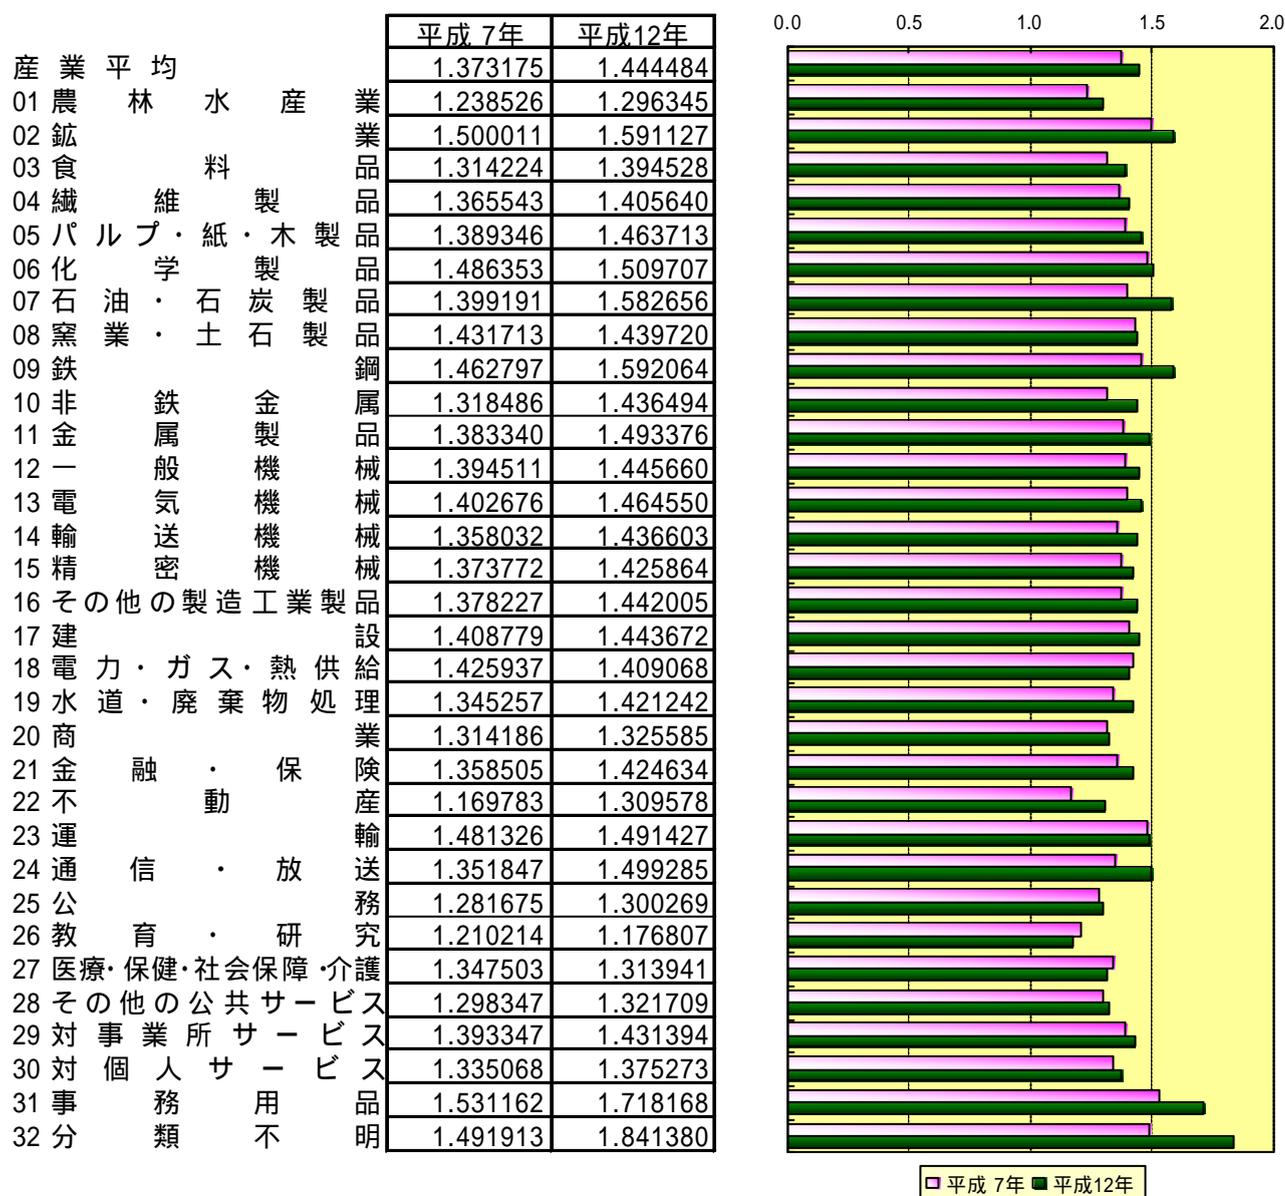 平成 7年 平成12年 0.0 0.5 1.0 1.5 2.0
産業平均 1.373175 1.444484
01 農林水産業 1.238526 1.296345
02 鉱業 1.500011 1.591127
03 食料品 1.314224 1.394528
04 繊維製品 1.365543 1.405640
05 パルプ・紙・木製品 1.389346 1.463713
06 化学製品 1.486353 1.509707
07 石油・石炭製品 1.399191 1.582656
08 窯業・土石製品 1.431713 1.439720
09 鉄鋼 1.462797 1.592064
10 非鉄金属 1.318486 1.436494
11 金属製品 1.383340 1.493376
12 一般機械 1.394511 1.445660
13 電気機械 1.402676 1.464550
14 輸送機械 1.358032 1.436603
15 精密機械 1.373772 1.425864
16 その他の製造工業製品 1.378227 1.442005
17 建設 1.408779 1.443672
18 電力・ガス・熱供給 1.425937 1.409068
19 水道・廃棄物処理 1.345257 1.421242
20 商業 1.314186 1.325585
21 金融・保険 1.358505 1.424634
22 不動産 1.169783 1.309578
23 運輸 1.481326 1.491427
24 通信・放送 1.351847 1.499285
25 公務 1.281675 1.300269
26 教育・研究 1.210214 1.176807
27 医療・保健・社会保障・介護 1.347503 1.313941
28 その他の公共サービス 1.298347 1.321709
29 対事業所サービス 1.393347 1.431394
30 対個人サービス 1.335068 1.375273
31 事務用品 1.531162 1.718168
32 分類不明 1.491913 1.841380
平成 7年 平成12年